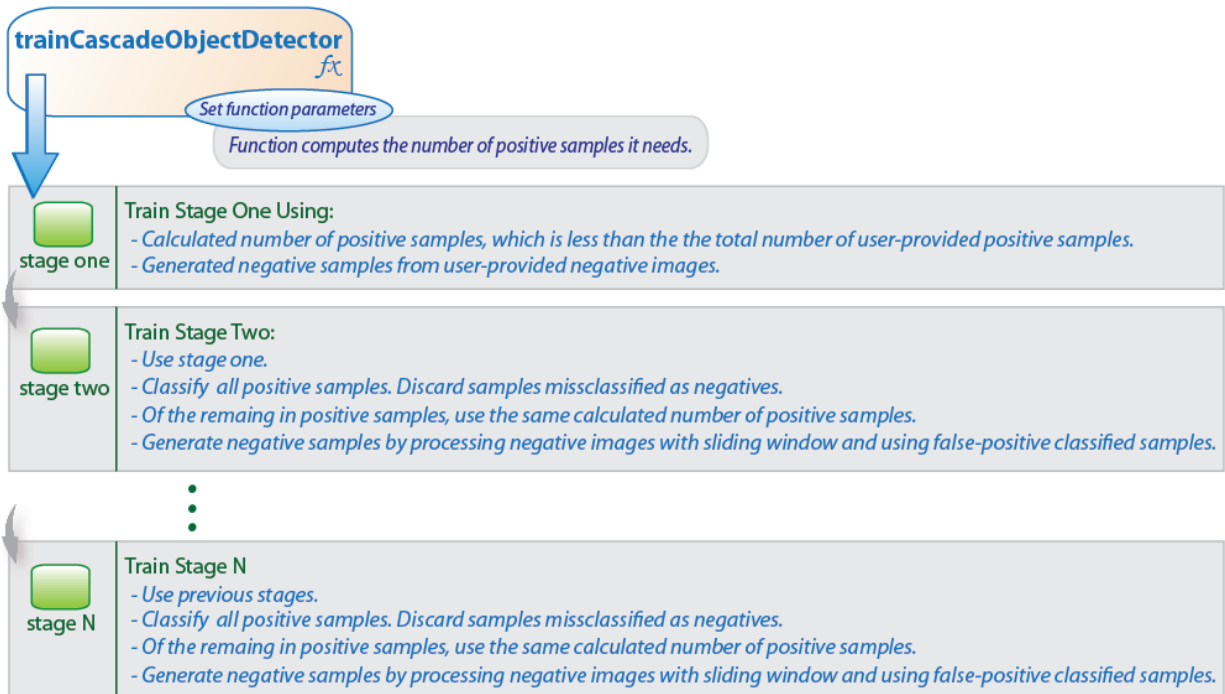 trainCascadeObjectDetector
fx
Set function parameters
Function computes the number of positive samples it needs.
stage one
Train Stage One Using:
- Calculated number of positive samples, which is less than the the total number of user-provided positive samples.
- Generated negative samples from user-provided negative images.
stage two
Train Stage Two:
- Use stage one.
- Classify all positive samples. Discard samples missclassified as negatives.
- Of the remaing in positive samples, use the same calculated number of positive samples.
- Generate negative samples by processing negative images with sliding window and using false-positive classified samples.
stage N
Train Stage N
- Use previous stages.
- Classify all positive samples. Discard samples missclassified as negatives.
- Of the remaing in positive samples, use the same calculated number of positive samples.
- Generate negative samples by processing negative images with sliding window and using false-positive classified samples.